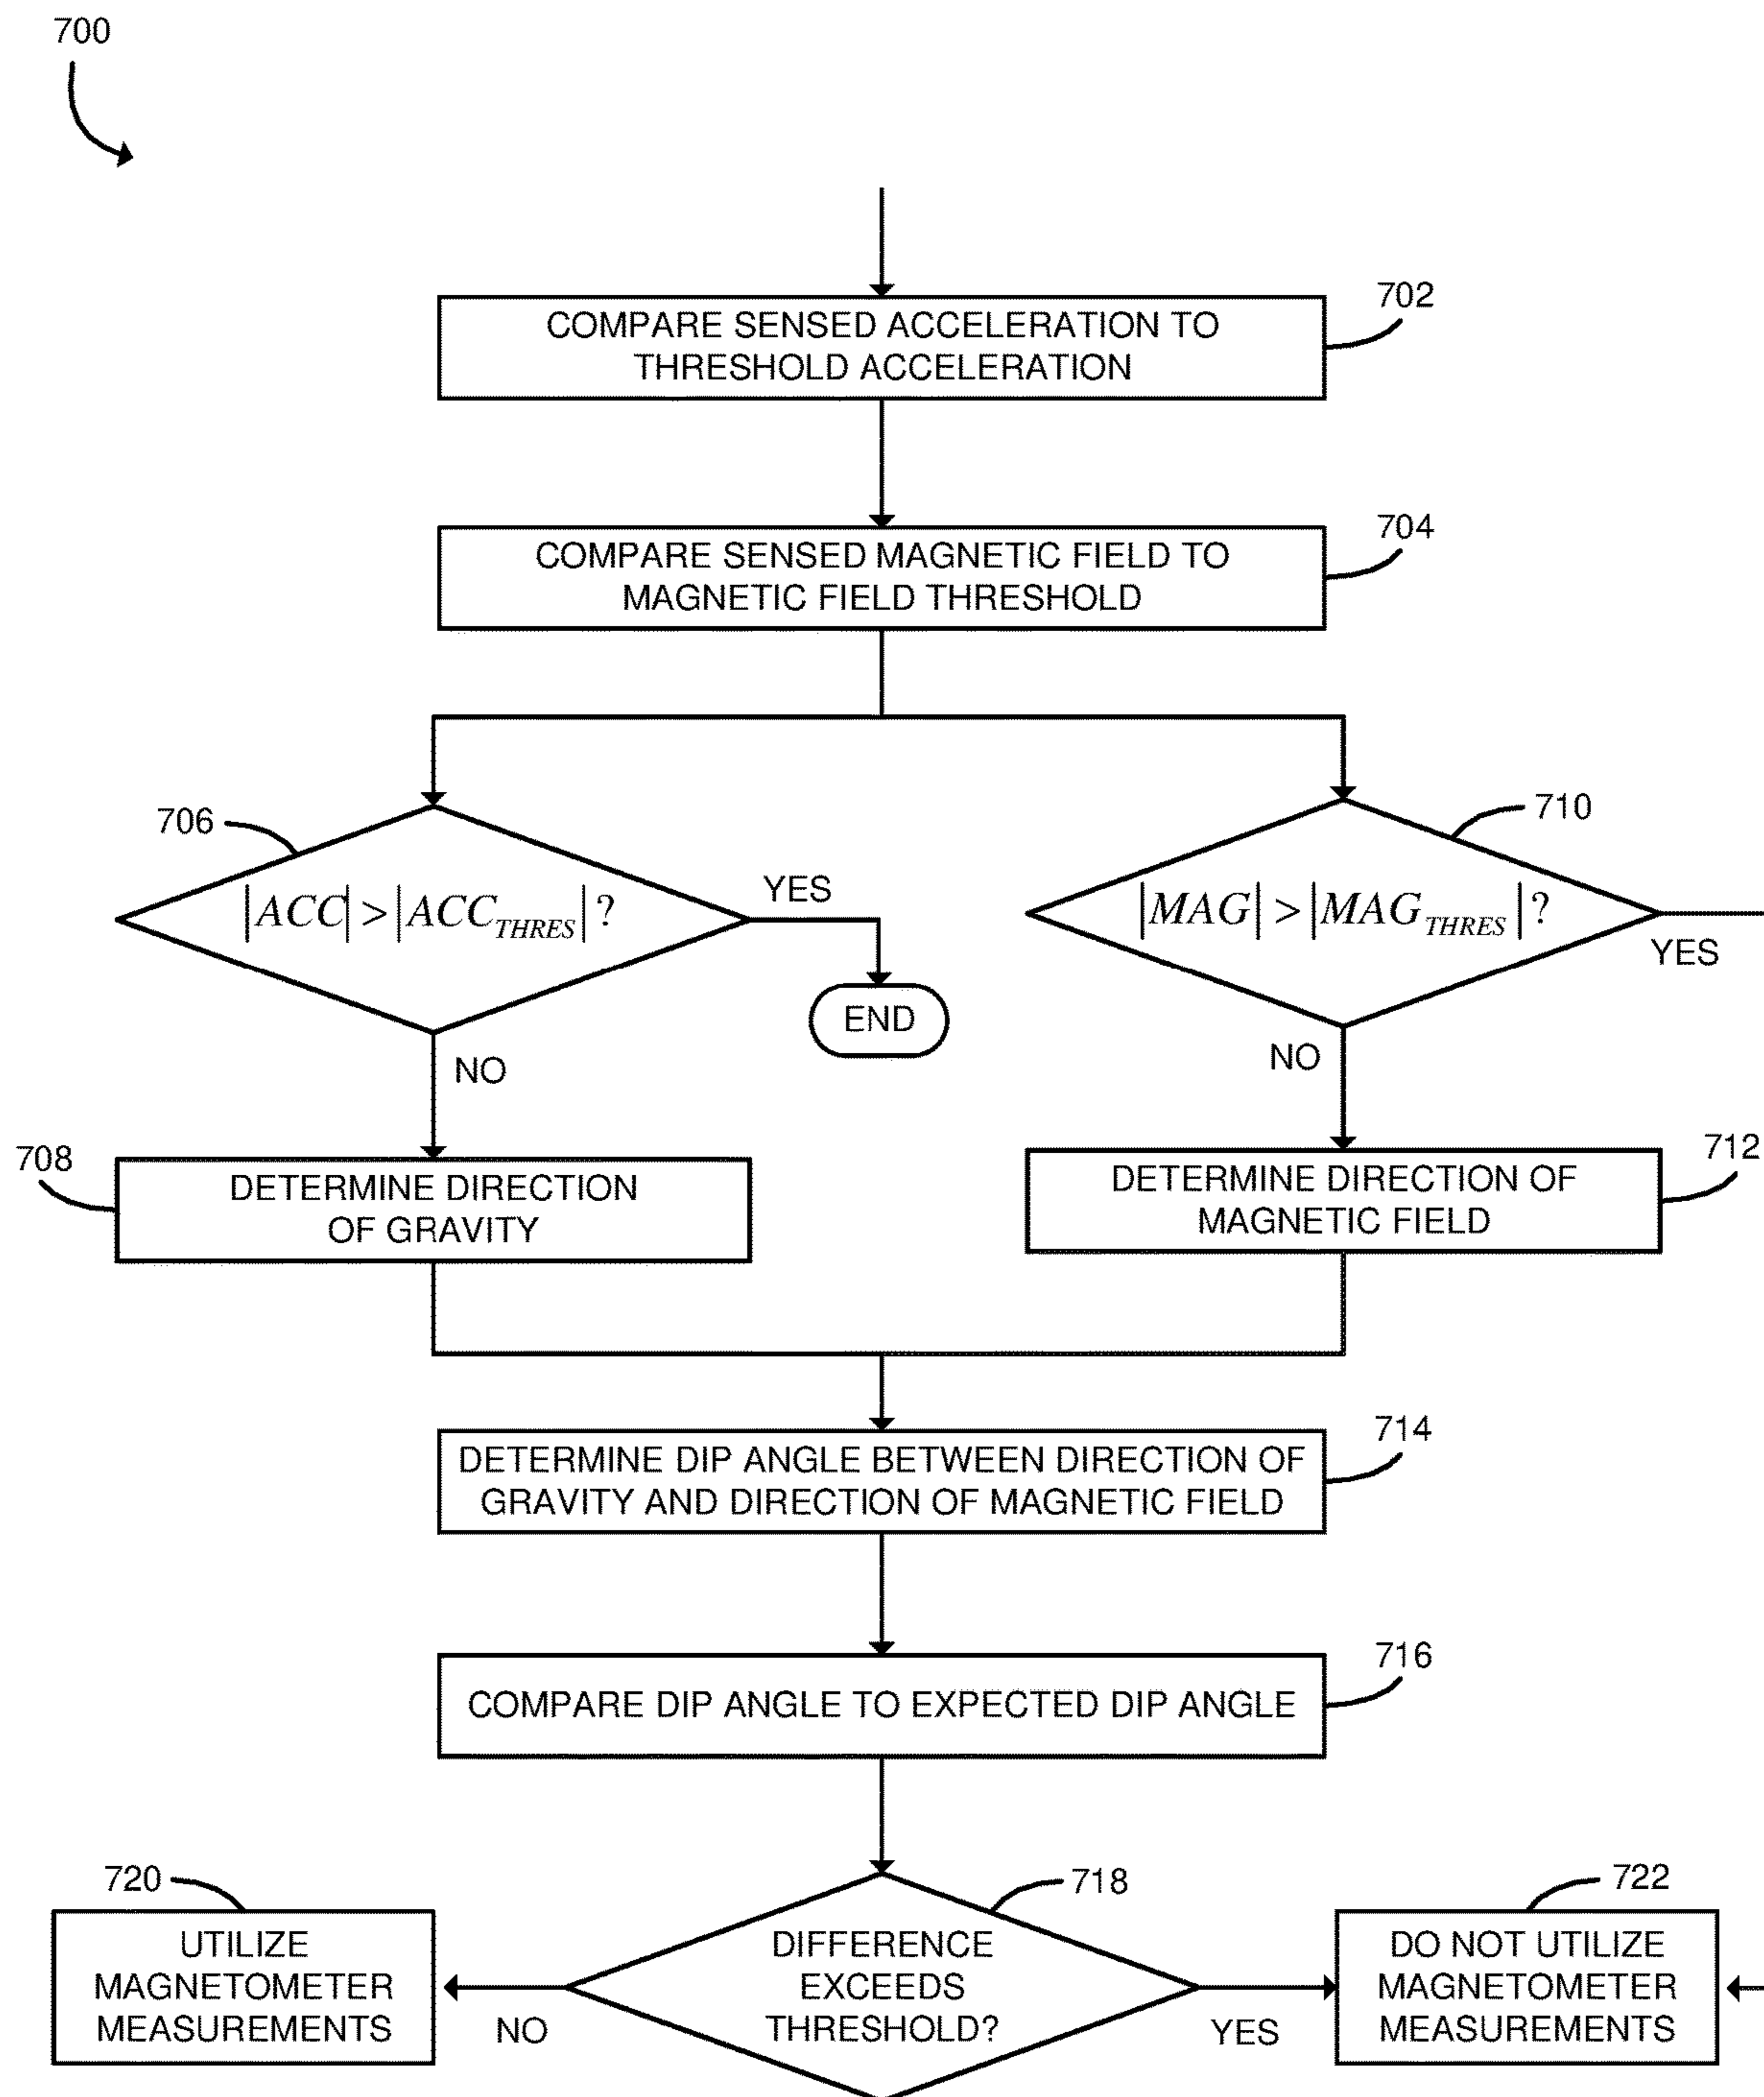 700
702
COMPARE SENSED ACCELERATION TO
THRESHOLD ACCELERATION
704
COMPARE SENSED MAGNETIC FIELD TO
MAGNETIC FIELD THRESHOLD
706
|ACC| > |ACC_THRES| ?
YES
END
NO
710
|MAG| > |MAG_THRES| ?
YES
NO
708
DETERMINE DIRECTION
OF GRAVITY
712
DETERMINE DIRECTION OF
MAGNETIC FIELD
714
DETERMINE DIP ANGLE BETWEEN DIRECTION OF
GRAVITY AND DIRECTION OF MAGNETIC FIELD
716
COMPARE DIP ANGLE TO EXPECTED DIP ANGLE
720
UTILIZE
MAGNETOMETER
MEASUREMENTS
NO
718
DIFFERENCE
EXCEEDS
THRESHOLD?
YES
722
DO NOT UTILIZE
MAGNETOMETER
MEASUREMENTS